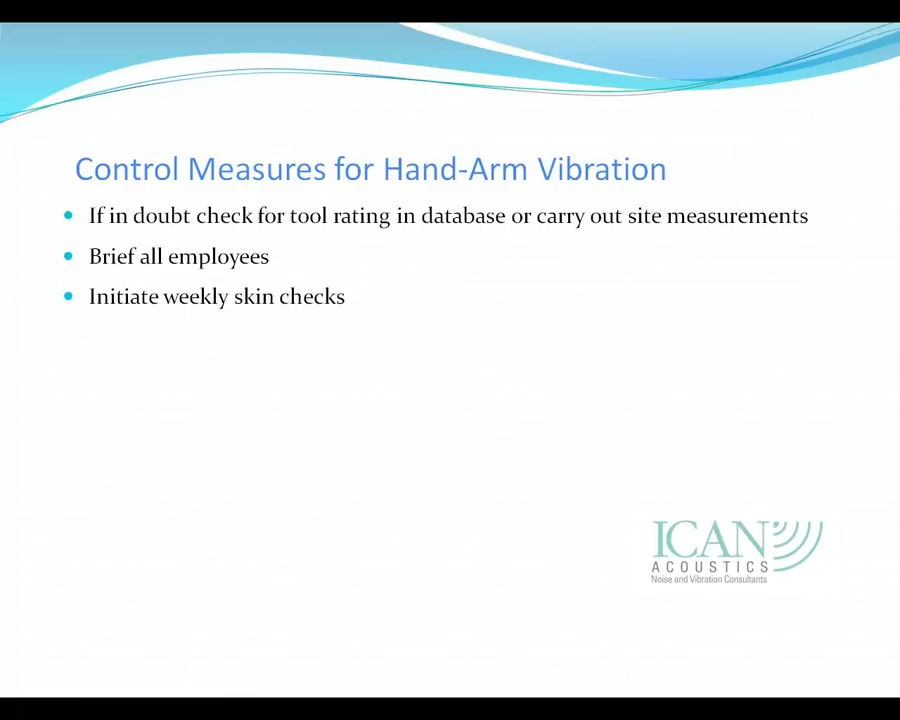 Control Measures for Hand-Arm Vibration
If in doubt check for tool rating in database or carry out site measurements
Brief all employees
Initiate weekly skin checks
ICAN
ACOUSTICS
Noise and Vibration Consultants